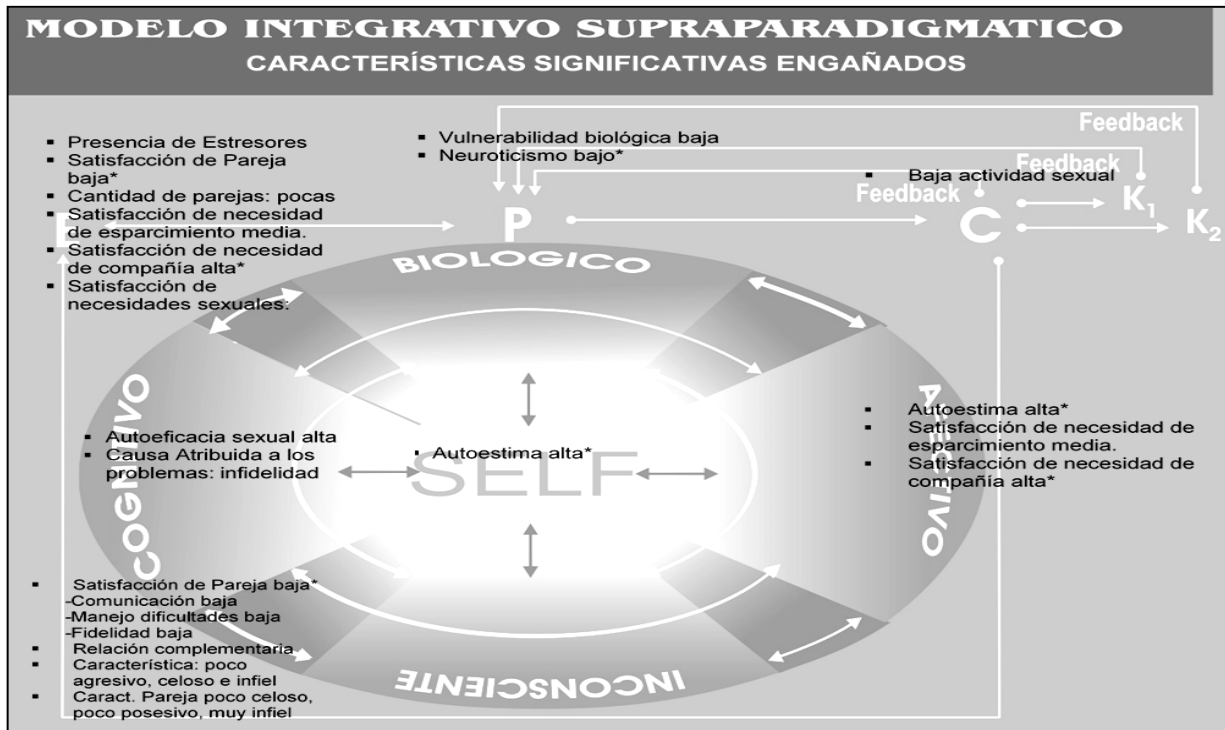 MODELO INTEGRATIVO SUPRAPARADIGMATICO
CARACTERÍSTICAS SIGNIFICATIVAS ENGAÑADOS
▪ Presencia de Estresores
▪ Satisfacción de Pareja
baja*
▪ Cantidad de parejas: pocas
▪ Satisfacción de necesidad
de esparcimiento media.
▪ Satisfacción de necesidad
de compañía alta*
▪ Satisfacción de
necesidades sexuales:
E
▪ Vulnerabilidad biológica baja
▪ Neuroticismo bajo*
P
Feedback
Feedback
▪ Baja actividad sexual
Feedback
C
K1
K2
BIOLOGICO
COGNITIVO
▪ Autoeficacia sexual alta
▪ Causa Atribuida a los
problemas: infidelidad
▪ Autoestima alta*
SELF
AFECTIVO
▪ Autoestima alta*
▪ Satisfacción de necesidad de
esparcimiento media.
▪ Satisfacción de necesidad de
compañía alta*
▪ Satisfacción de Pareja baja*
-Comunicación baja
-Manejo dificultades baja
-Fidelidad baja
▪ Relación complementaria
▪ Característica: poco
agresivo, celoso e infiel
▪ Caract. Pareja poco celoso,
poco posesivo, muy infiel
INCONSCIENTE